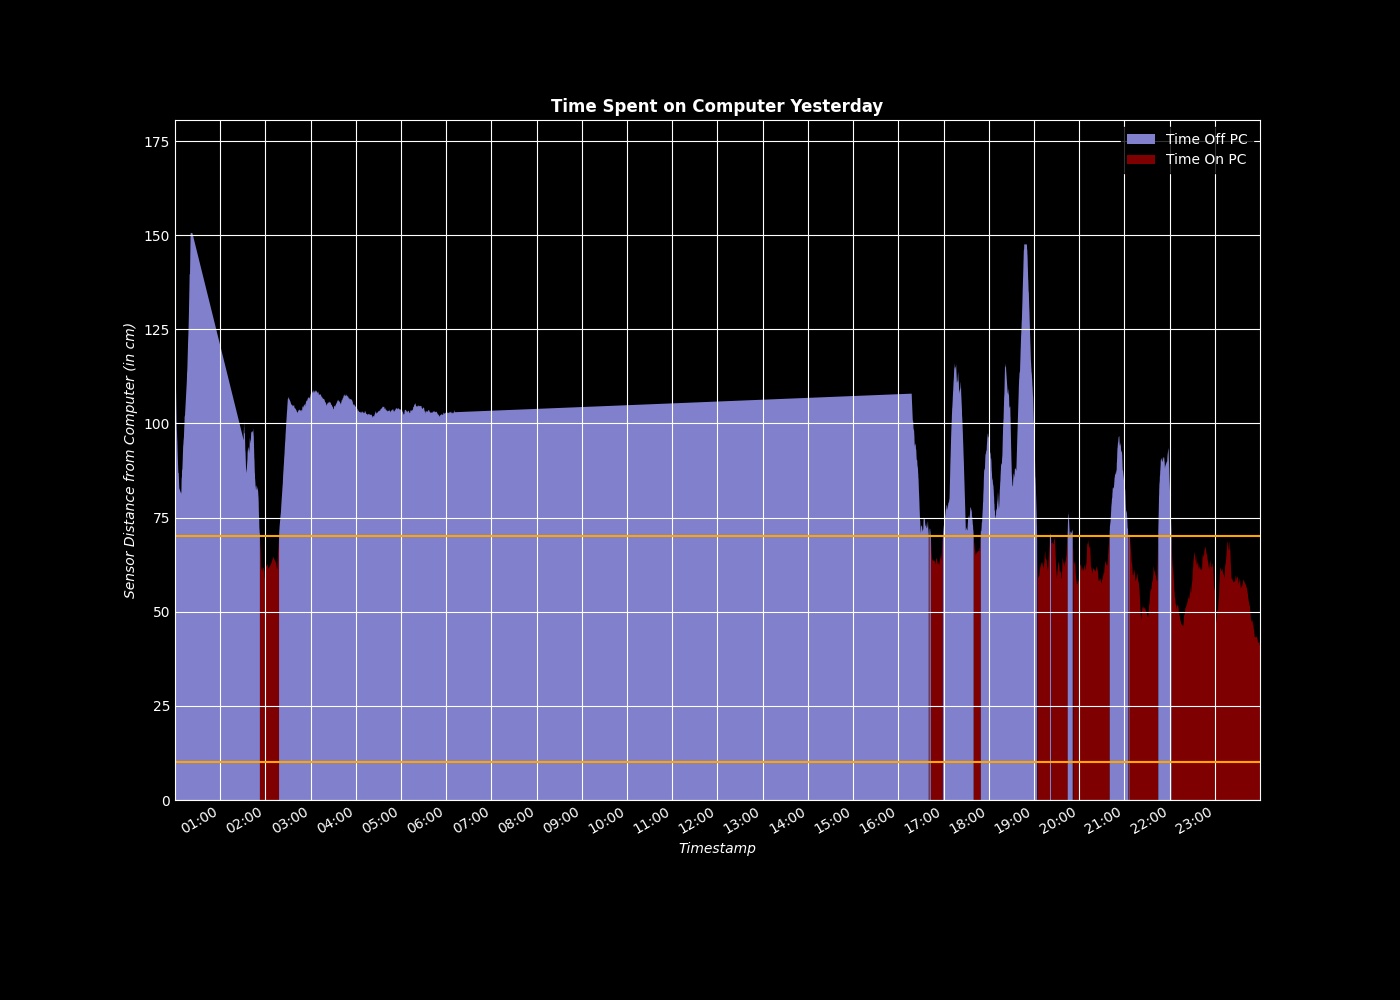 Time Spent on Computer Yesterday
Time Off PC
Time On PC
175
150
125
100
75
50
25
0
Sensor Distance from Computer (in cm)
01:00 02:00 03:00 04:00 05:00 06:00 07:00 08:00 09:00 10:00 11:00 12:00 13:00 14:00 15:00 16:00 17:00 18:00 19:00 20:00 21:00 22:00 23:00
Timestamp